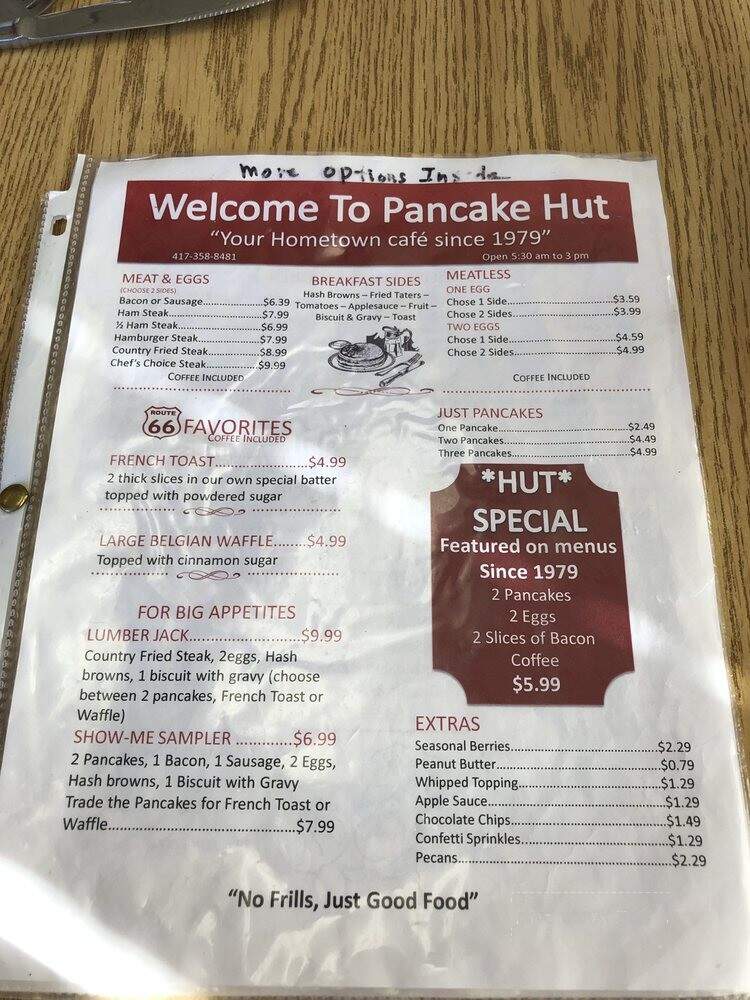 More Options Inside
Welcome To Pancake Hut
"Your Hometown café since 1979"
417-358-8481
Open 5:30 am to 3 pm
MEAT & EGGS
(CHOOSE 2 SIDES)
Bacon or Sausage....................$6.39
Ham Steak....................$7.99
½ Ham Steak....................$6.99
Hamburger Steak....................$7.99
Country Fried Steak....................$8.99
Chef's Choice Steak....................$9.99
COFFEE INCLUDED
BREAKFAST SIDES
Hash Browns – Fried Taters –
Tomatoes – Applesauce – Fruit –
Biscuit & Gravy – Toast
MEATLESS
ONE EGG
Chose 1 Side....................$3.59
Chose 2 Sides....................$3.99
TWO EGGS
Chose 1 Side....................$4.59
Chose 2 Sides....................$4.99
COFFEE INCLUDED
ROUTE
66 FAVORITES
COFFEE INCLUDED
FRENCH TOAST....................$4.99
2 thick slices in our own special batter
topped with powdered sugar
LARGE BELGIAN WAFFLE........$4.99
Topped with cinnamon sugar
FOR BIG APPETITES
LUMBER JACK....................$9.99
Country Fried Steak, 2eggs, Hash
browns, 1 biscuit with gravy (choose
between 2 pancakes, French Toast or
Waffle)
SHOW-ME SAMPLER .............$6.99
2 Pancakes, 1 Bacon, 1 Sausage, 2 Eggs,
Hash browns, 1 Biscuit with Gravy
Trade the Pancakes for French Toast or
Waffle....................$7.99
JUST PANCAKES
One Pancake....................$2.49
Two Pancakes....................$4.49
Three Pancakes....................$4.99
*HUT*
SPECIAL
Featured on menus
Since 1979
2 Pancakes
2 Eggs
2 Slices of Bacon
Coffee
$5.99
EXTRAS
Seasonal Berries....................$2.29
Peanut Butter....................$0.79
Whipped Topping....................$1.29
Apple Sauce....................$1.29
Chocolate Chips....................$1.49
Confetti Sprinkles....................$1.29
Pecans....................$2.29
"No Frills, Just Good Food"